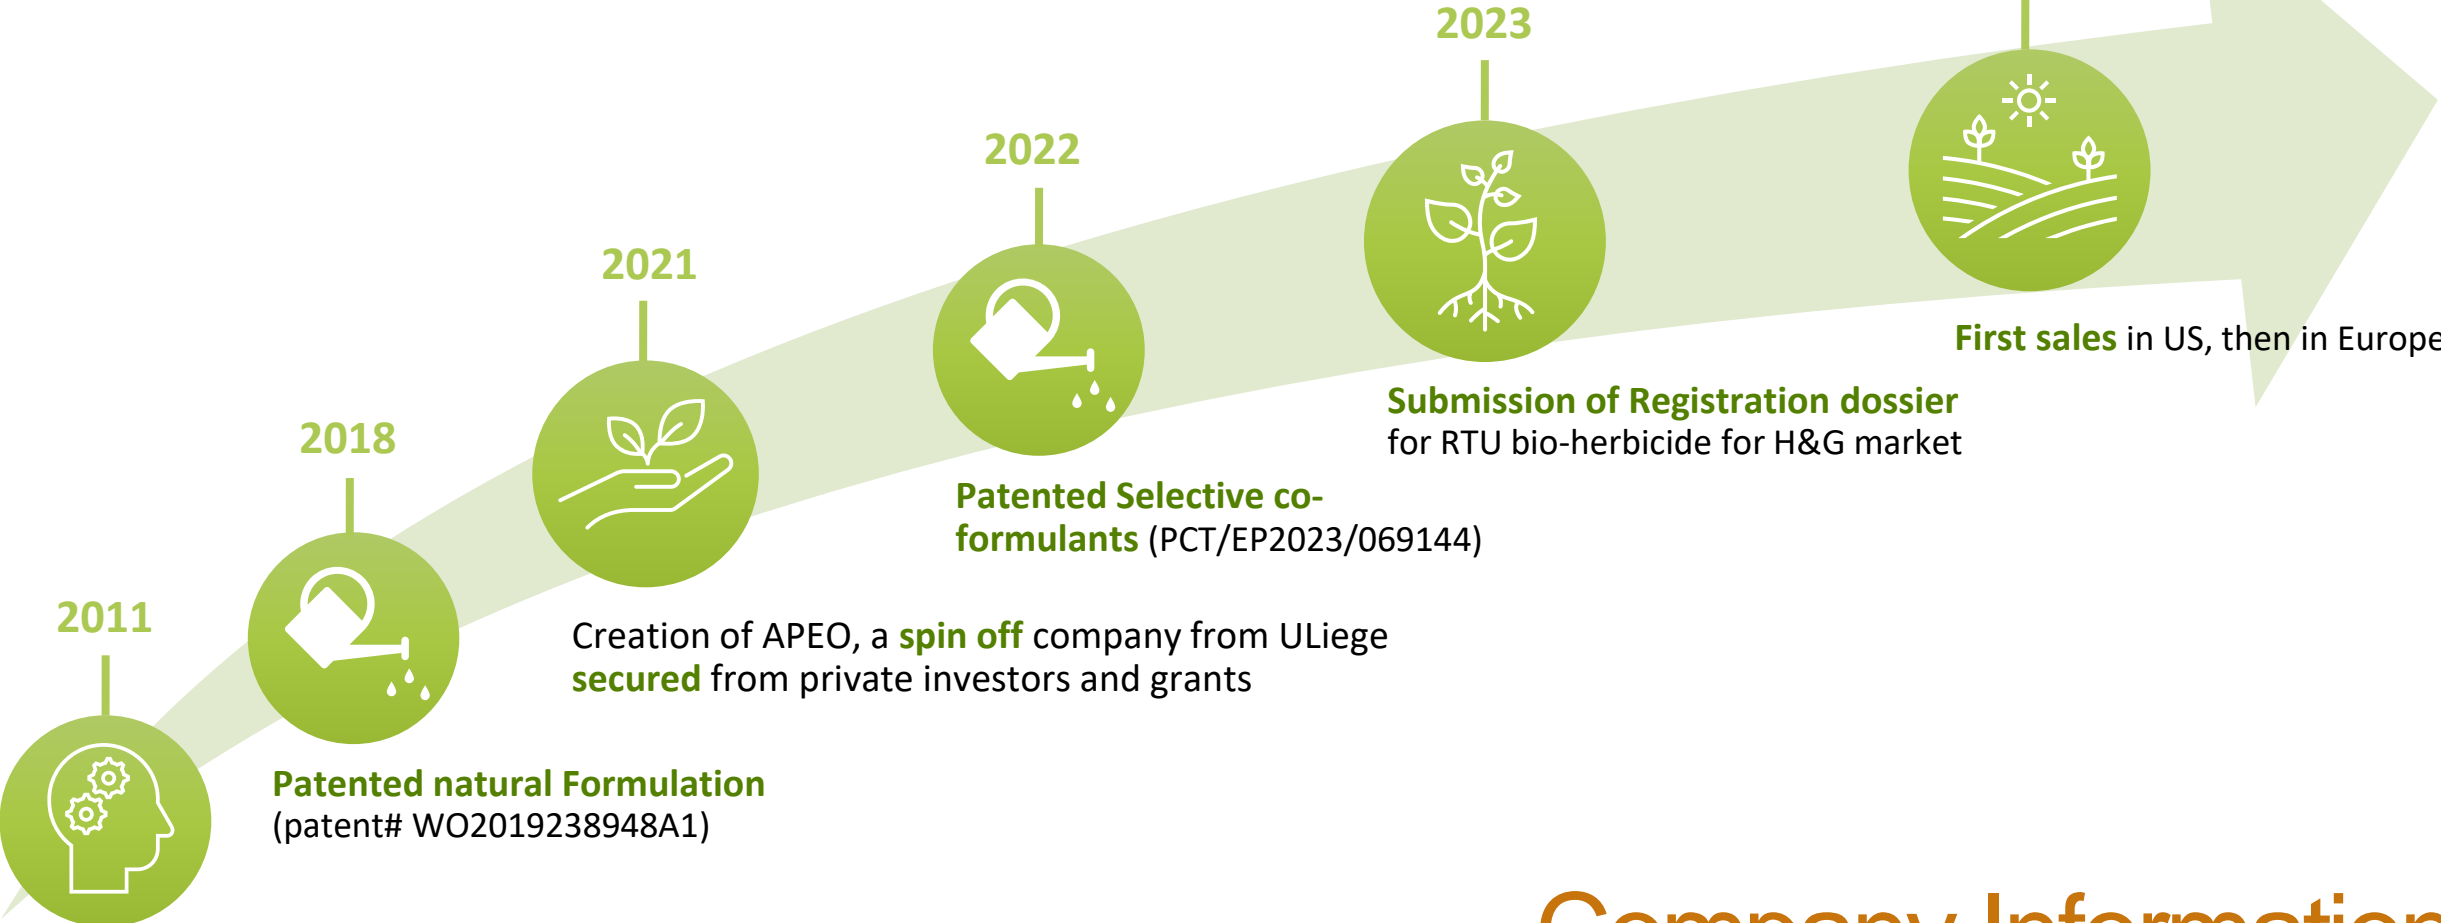 2011
2018
Patented natural Formulation
(patent# WO2019238948A1)
2021
Creation of APEO, a spin off company from ULiege
secured from private investors and grants
2022
Patented Selective co-
formulants (PCT/EP2023/069144)
2023
Submission of Registration dossier
for RTU bio-herbicide for H&G market
First sales in US, then in Europe
Company Information